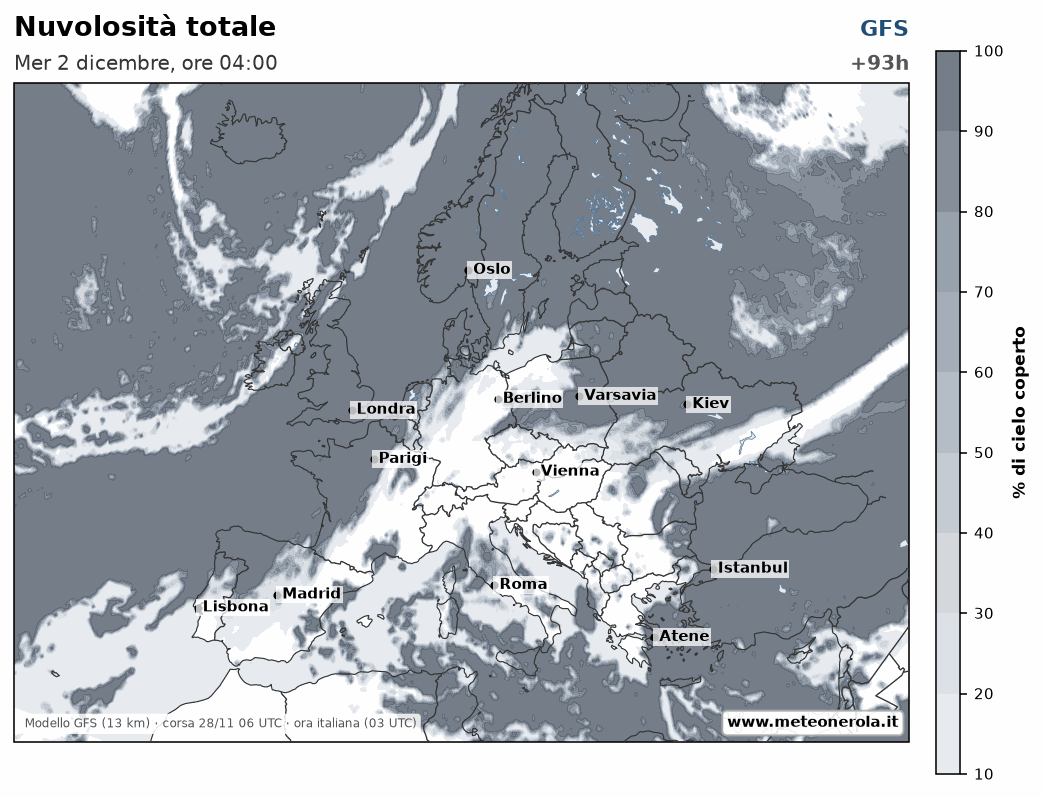 Nuvolosità totale
GFS
Mer 2 dicembre, ore 04:00
+93h
100
90
80
70
60
50
40
30
20
10
% di cielo coperto
Oslo
Berlino
Varsavia
Kiev
Londra
Parigi
Vienna
Istanbul
Roma
Madrid
Lisbona
Atene
Modello GFS (13 km) · corsa 28/11 06 UTC · ora italiana (03 UTC)
www.meteonerola.it